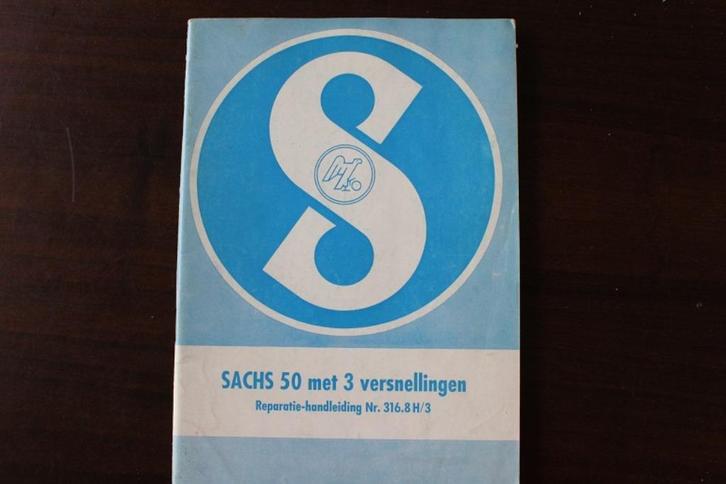 S
SACHS 50 met 3 versnellingen
Reparatie-handleiding Nr. 316.8 H/3